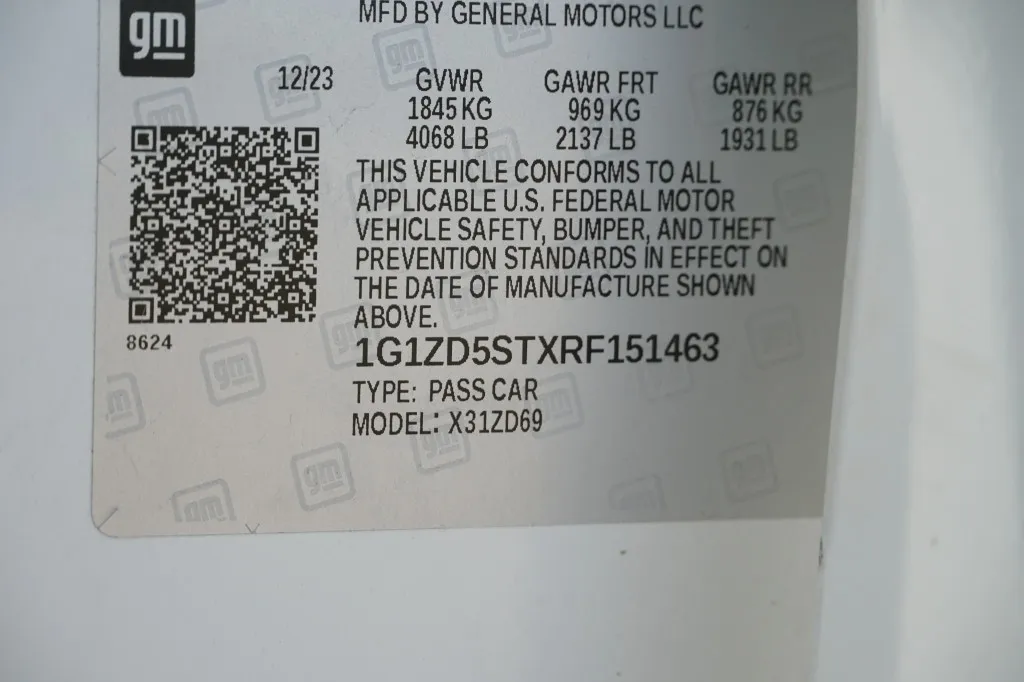 gm
MFD BY GENERAL MOTORS LLC
12/23 GVWR GAWR FRT GAWR RR
1845 KG 969 KG 876 KG
4068 LB 2137 LB 1931 LB
THIS VEHICLE CONFORMS TO ALL
APPLICABLE U.S. FEDERAL MOTOR
VEHICLE SAFETY, BUMPER, AND THEFT
PREVENTION STANDARDS IN EFFECT ON
THE DATE OF MANUFACTURE SHOWN
ABOVE.
8624
1G1ZD5STXRF151463
TYPE: PASS CAR
MODEL: X31ZD69